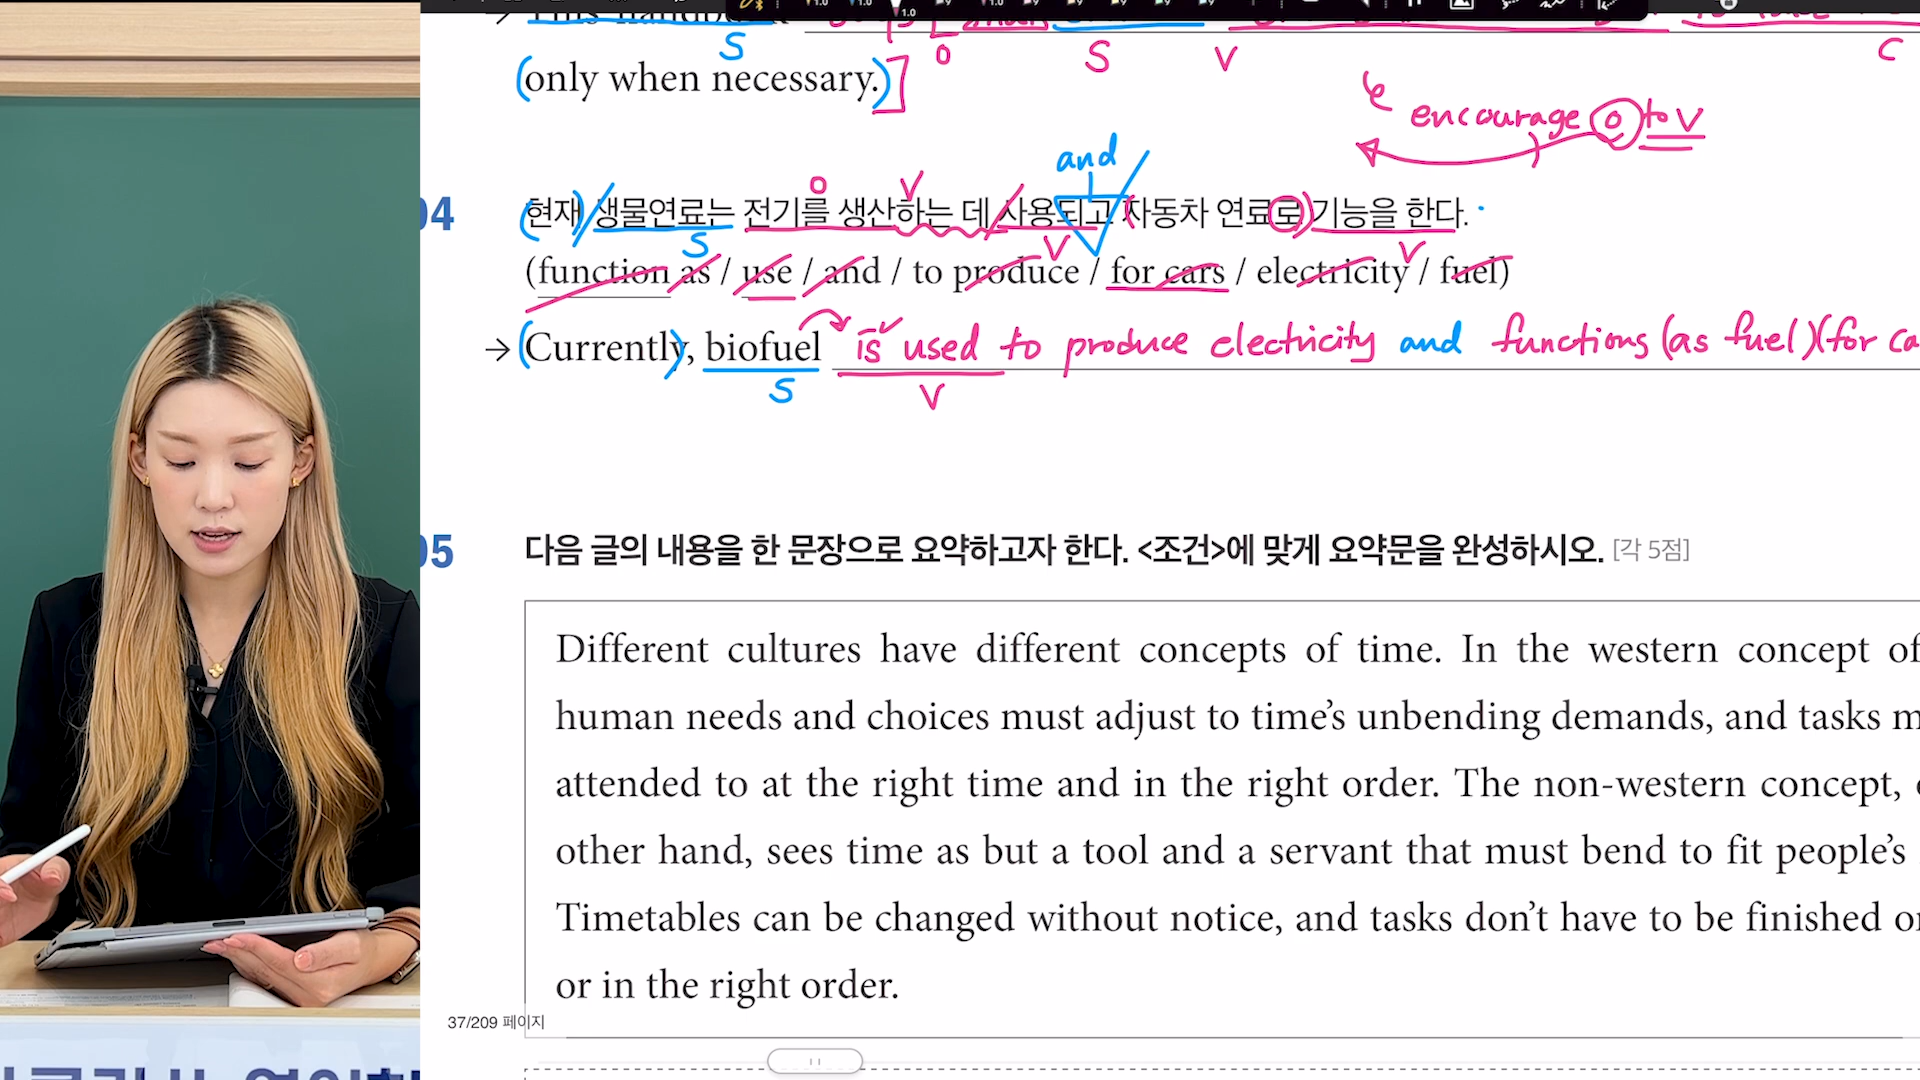 S
O
S
V
C
(only when necessary.)]
encourage O to V
and
O
V
04 (현재) 생물연료는 전기를 생산하는 데 사용되고 자동차 연료로 기능을 한다.
S
V
V
(function as / use / and / to produce / for cars / electricity / fuel)
→ (Currently), biofuel is used to produce electricity and functions (as fuel)(for ca
S
V
05 다음 글의 내용을 한 문장으로 요약하고자 한다. <조건>에 맞게 요약문을 완성하시오. [각 5점]
Different cultures have different concepts of time. In the western concept of
human needs and choices must adjust to time's unbending demands, and tasks m
attended to at the right time and in the right order. The non-western concept,
other hand, sees time as but a tool and a servant that must bend to fit people's
Timetables can be changed without notice, and tasks don't have to be finished o
or in the right order.
37/209 페이지